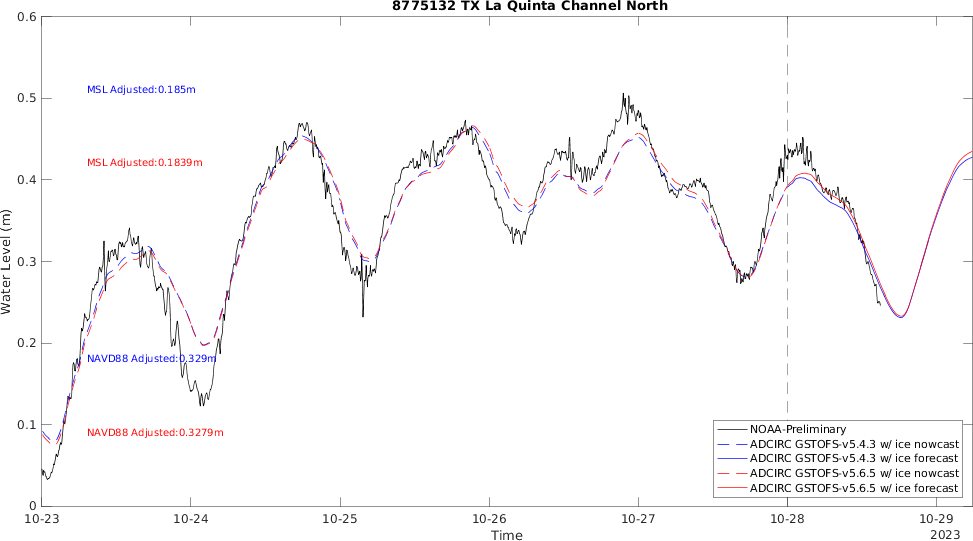 8775132 TX La Quinta Channel North
0.6
0.5
0.4
0.3
0.2
0.1
0
Water Level (m)
MSL Adjusted:0.185m
MSL Adjusted:0.1839m
NAVD88 Adjusted:0.329m
NAVD88 Adjusted:0.3279m
NOAA-Preliminary
ADCIRC GSTOFS-v5.4.3 w/ ice nowcast
ADCIRC GSTOFS-v5.4.3 w/ ice forecast
ADCIRC GSTOFS-v5.6.5 w/ ice nowcast
ADCIRC GSTOFS-v5.6.5 w/ ice forecast
10-23 10-24 10-25 10-26 10-27 10-28 10-29
Time
2023